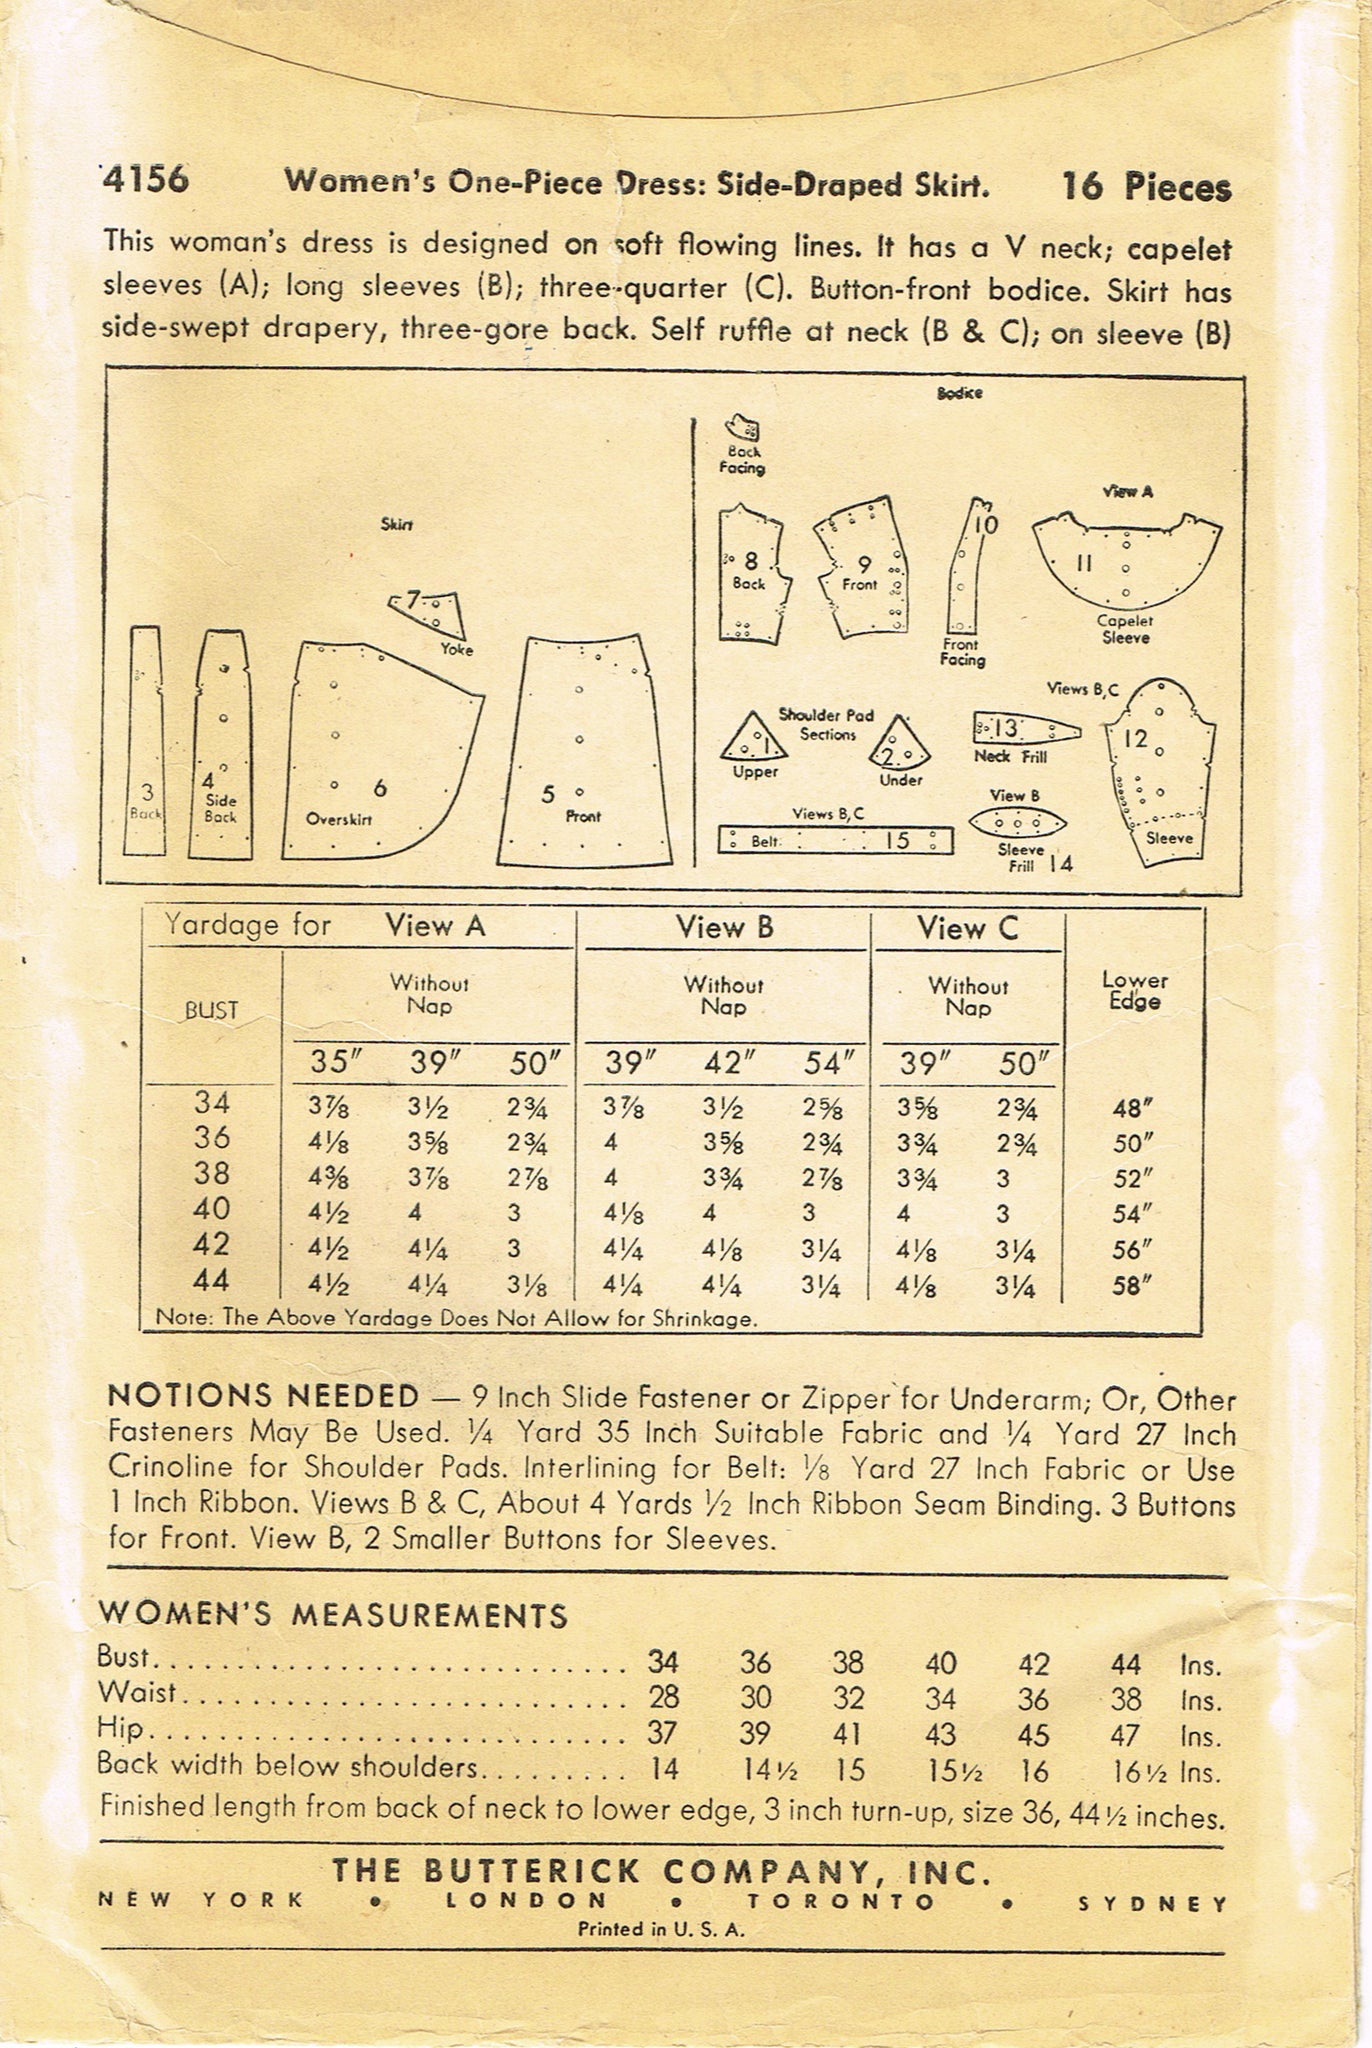 4156 Women's One-Piece Dress: Side-Draped Skirt. 16 Pieces
This woman's dress is designed on soft flowing lines. It has a V neck; capelet
sleeves (A); long sleeves (B); three-quarter (C). Button-front bodice. Skirt has
side-swept drapery, three-gore back. Self ruffle at neck (B & C); on sleeve (B)
Skirt
7
Yoke
3
Back
4
Side
Back
6
Overskirt
5
Front
Bodice
Back
Facing
8
Back
9
Front
10
Front
Facing
View A
11
Capelet
Sleeve
Shoulder Pad
Sections
1
Upper
2
Under
13
Neck Frill
Views B,C
12
Sleeve
Views B,C
Belt 15
View B
Sleeve
Frill 14
Yardage for View A View B View C
BUST Without Nap Without Nap Without Nap Lower Edge
35" 39" 50" 39" 42" 54" 39" 50"
34 3⅞ 3½ 2¾ 3⅞ 3½ 2⅝ 3⅝ 2¾ 48"
36 4⅛ 3⅝ 2¾ 4 3⅝ 2¾ 3¾ 2¾ 50"
38 4⅜ 3⅞ 2⅞ 4 3¾ 2⅞ 3¾ 3 52"
40 4½ 4 3 4⅛ 4 3 4 3 54"
42 4½ 4¼ 3 4¼ 4⅛ 3¼ 4⅛ 3¼ 56"
44 4½ 4¼ 3⅛ 4¼ 4¼ 3¼ 4⅛ 3¼ 58"
Note: The Above Yardage Does Not Allow for Shrinkage.
NOTIONS NEEDED — 9 Inch Slide Fastener or Zipper for Underarm; Or, Other
Fasteners May Be Used. ¼ Yard 35 Inch Suitable Fabric and ¼ Yard 27 Inch
Crinoline for Shoulder Pads. Interlining for Belt: ⅛ Yard 27 Inch Fabric or Use
1 Inch Ribbon. Views B & C, About 4 Yards ½ Inch Ribbon Seam Binding. 3 Buttons
for Front. View B, 2 Smaller Buttons for Sleeves.
WOMEN'S MEASUREMENTS
Bust............................ 34 36 38 40 42 44 Ins.
Waist.......................... 28 30 32 34 36 38 Ins.
Hip............................ 37 39 41 43 45 47 Ins.
Back width below shoulders......... 14 14½ 15 15½ 16 16½ Ins.
Finished length from back of neck to lower edge, 3 inch turn-up, size 36, 44½ inches.
THE BUTTERICK COMPANY, INC.
NEW YORK • LONDON • TORONTO • SYDNEY
Printed in U. S. A.